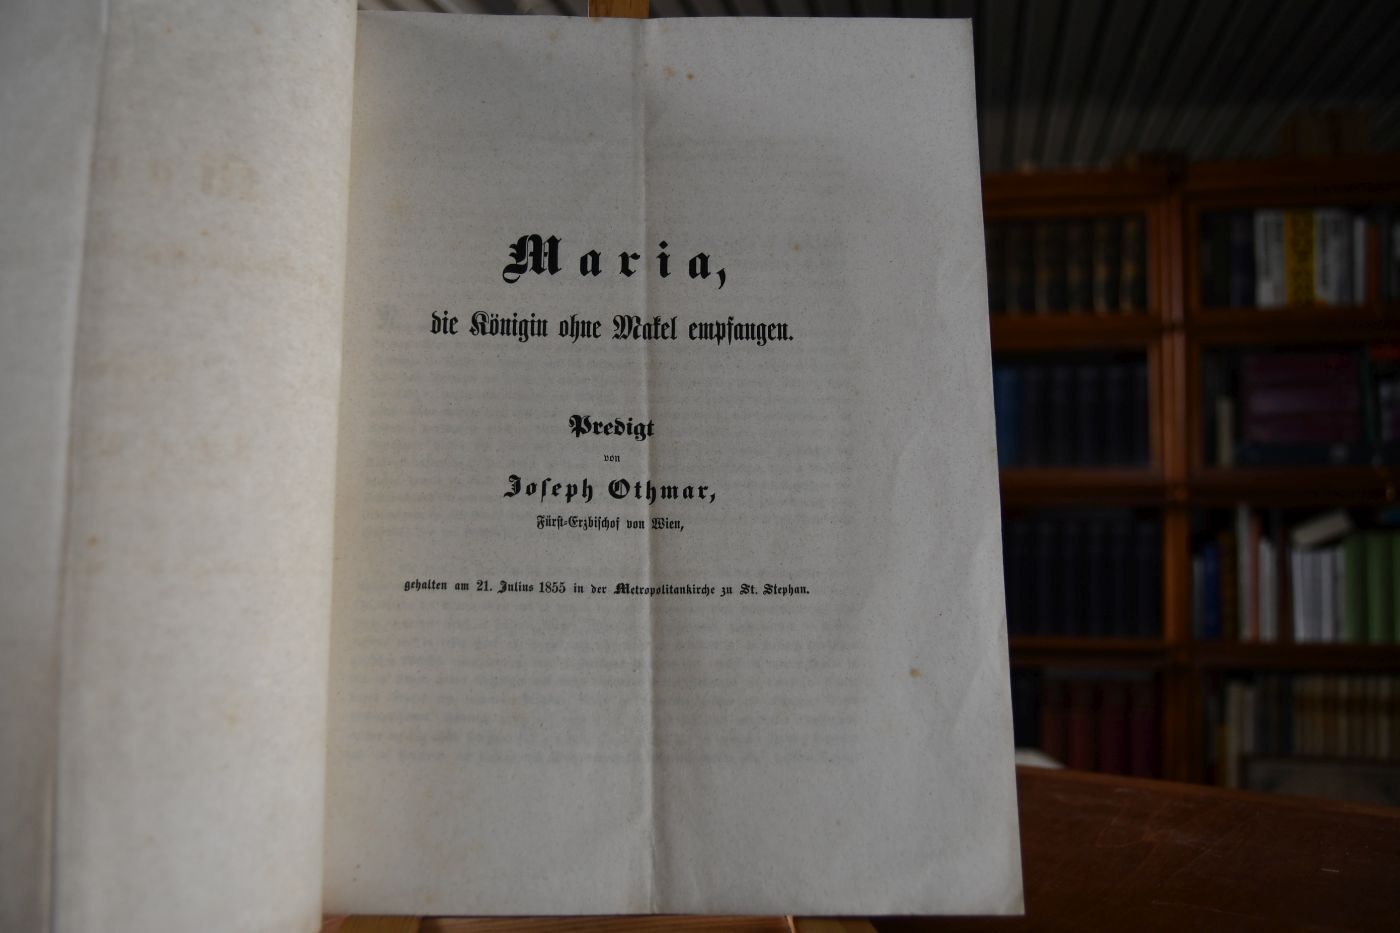 Maria,
die Königin ohne Makel empfangen.
Predigt
von
Joseph Othmar,
Fürst-Erzbischof von Wien,
gehalten am 21. Julius 1855 in der Metropolitankirche zu St. Stephan.